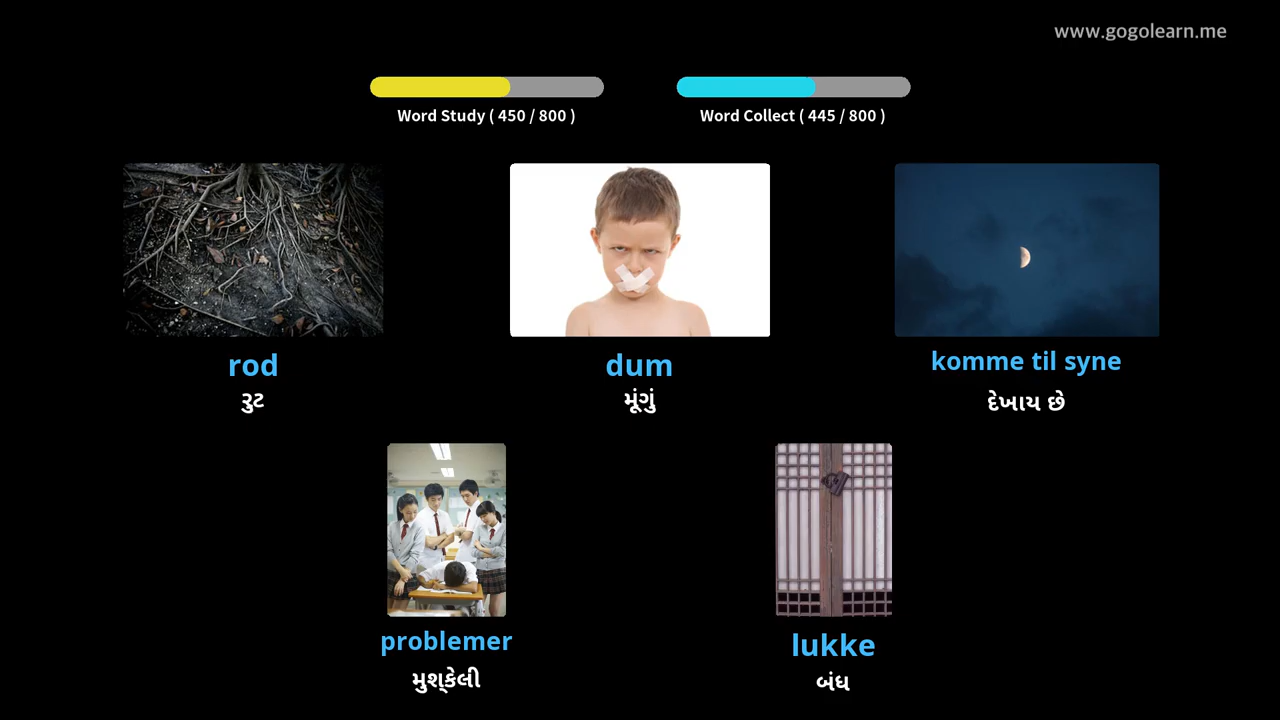 www.gogolearn.me
Word Study ( 450 / 800 )
Word Collect ( 445 / 800 )
rod
રુટ
dum
મૂંગું
komme til syne
દેખાય છે
problemer
મુશ્કેલી
lukke
બંધ